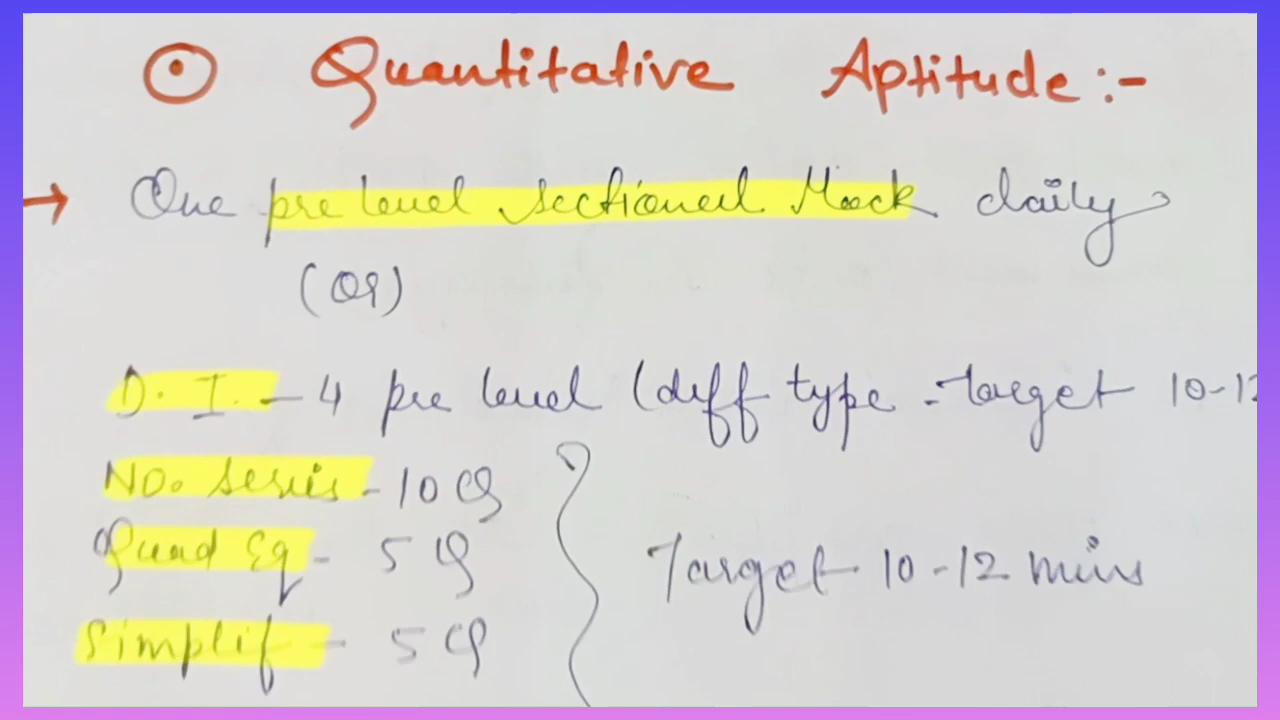 Quantitative Aptitude :-
→ One pre level sectional Mock daily
(OR)
D. I. - 4 pre level (diff type - Target 10-12
No. series - 10 Q
Quad Eq - 5 Q
Simplif - 5 Q
Target 10-12 mins